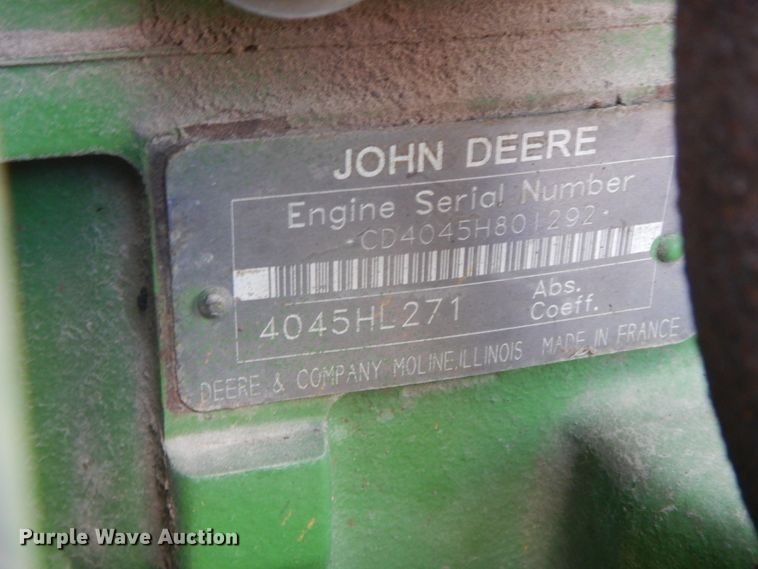 JOHN DEERE
Engine Serial Number
·CD4045H801292·
4045HL271
Abs.
Coeff.
DEERE & COMPANY MOLINE,ILLINOIS MADE IN FRANCE
Purple Wave Auction®